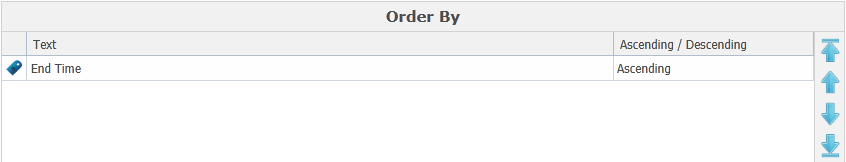 Order By
Text Ascending / Descending
End Time Ascending